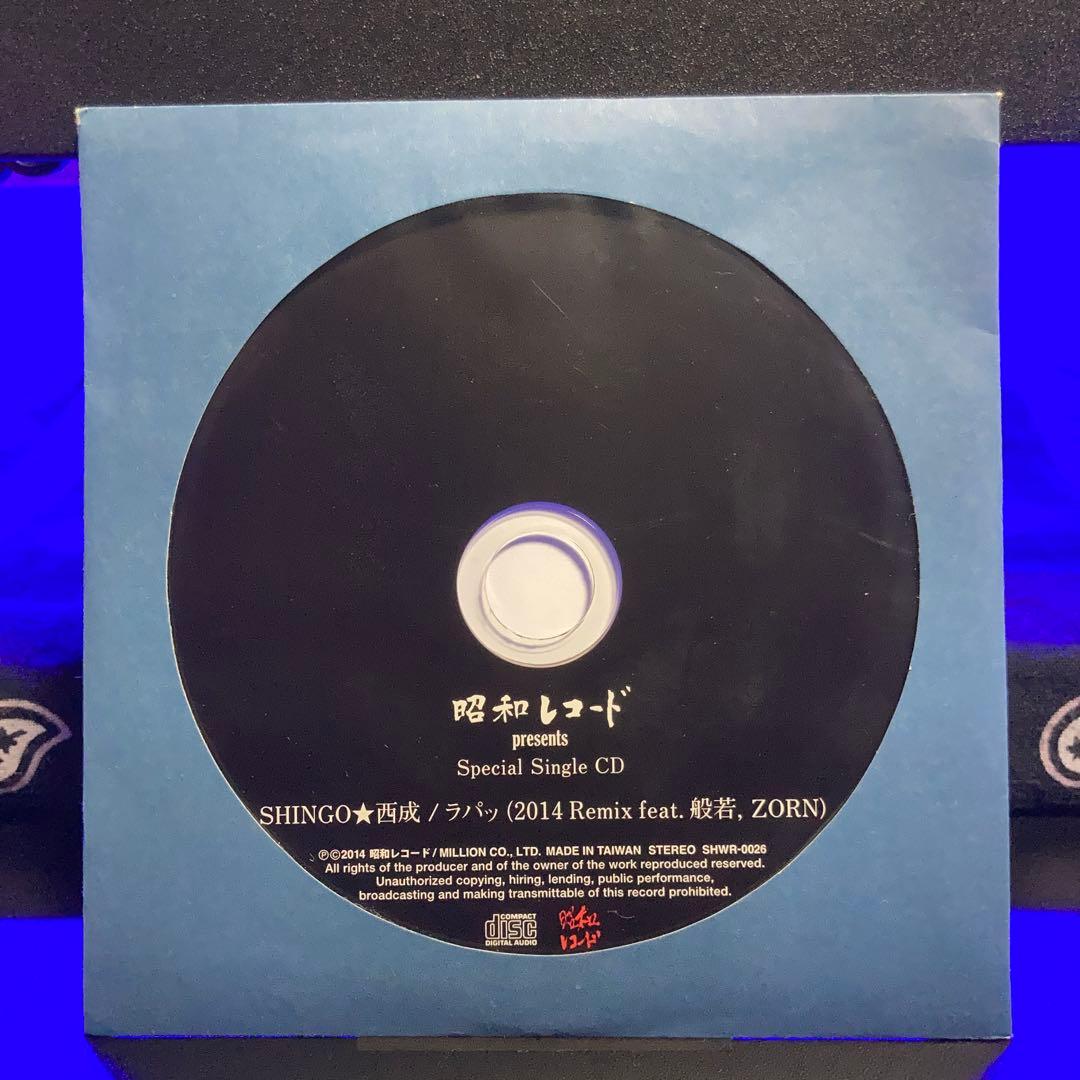 昭和レコード
presents
Special Single CD
SHINGO★西成 / ラパッ (2014 Remix feat. 般若, ZORN)
℗©2014 昭和レコード / MILLION CO., LTD. MADE IN TAIWAN STEREO SHWR-0026
All rights of the producer and of the owner of the work reproduced reserved.
Unauthorized copying, hiring, lending, public performance,
broadcasting and making transmittable of this record prohibited.
COMPACT
disc
DIGITAL AUDIO
昭和
レコード